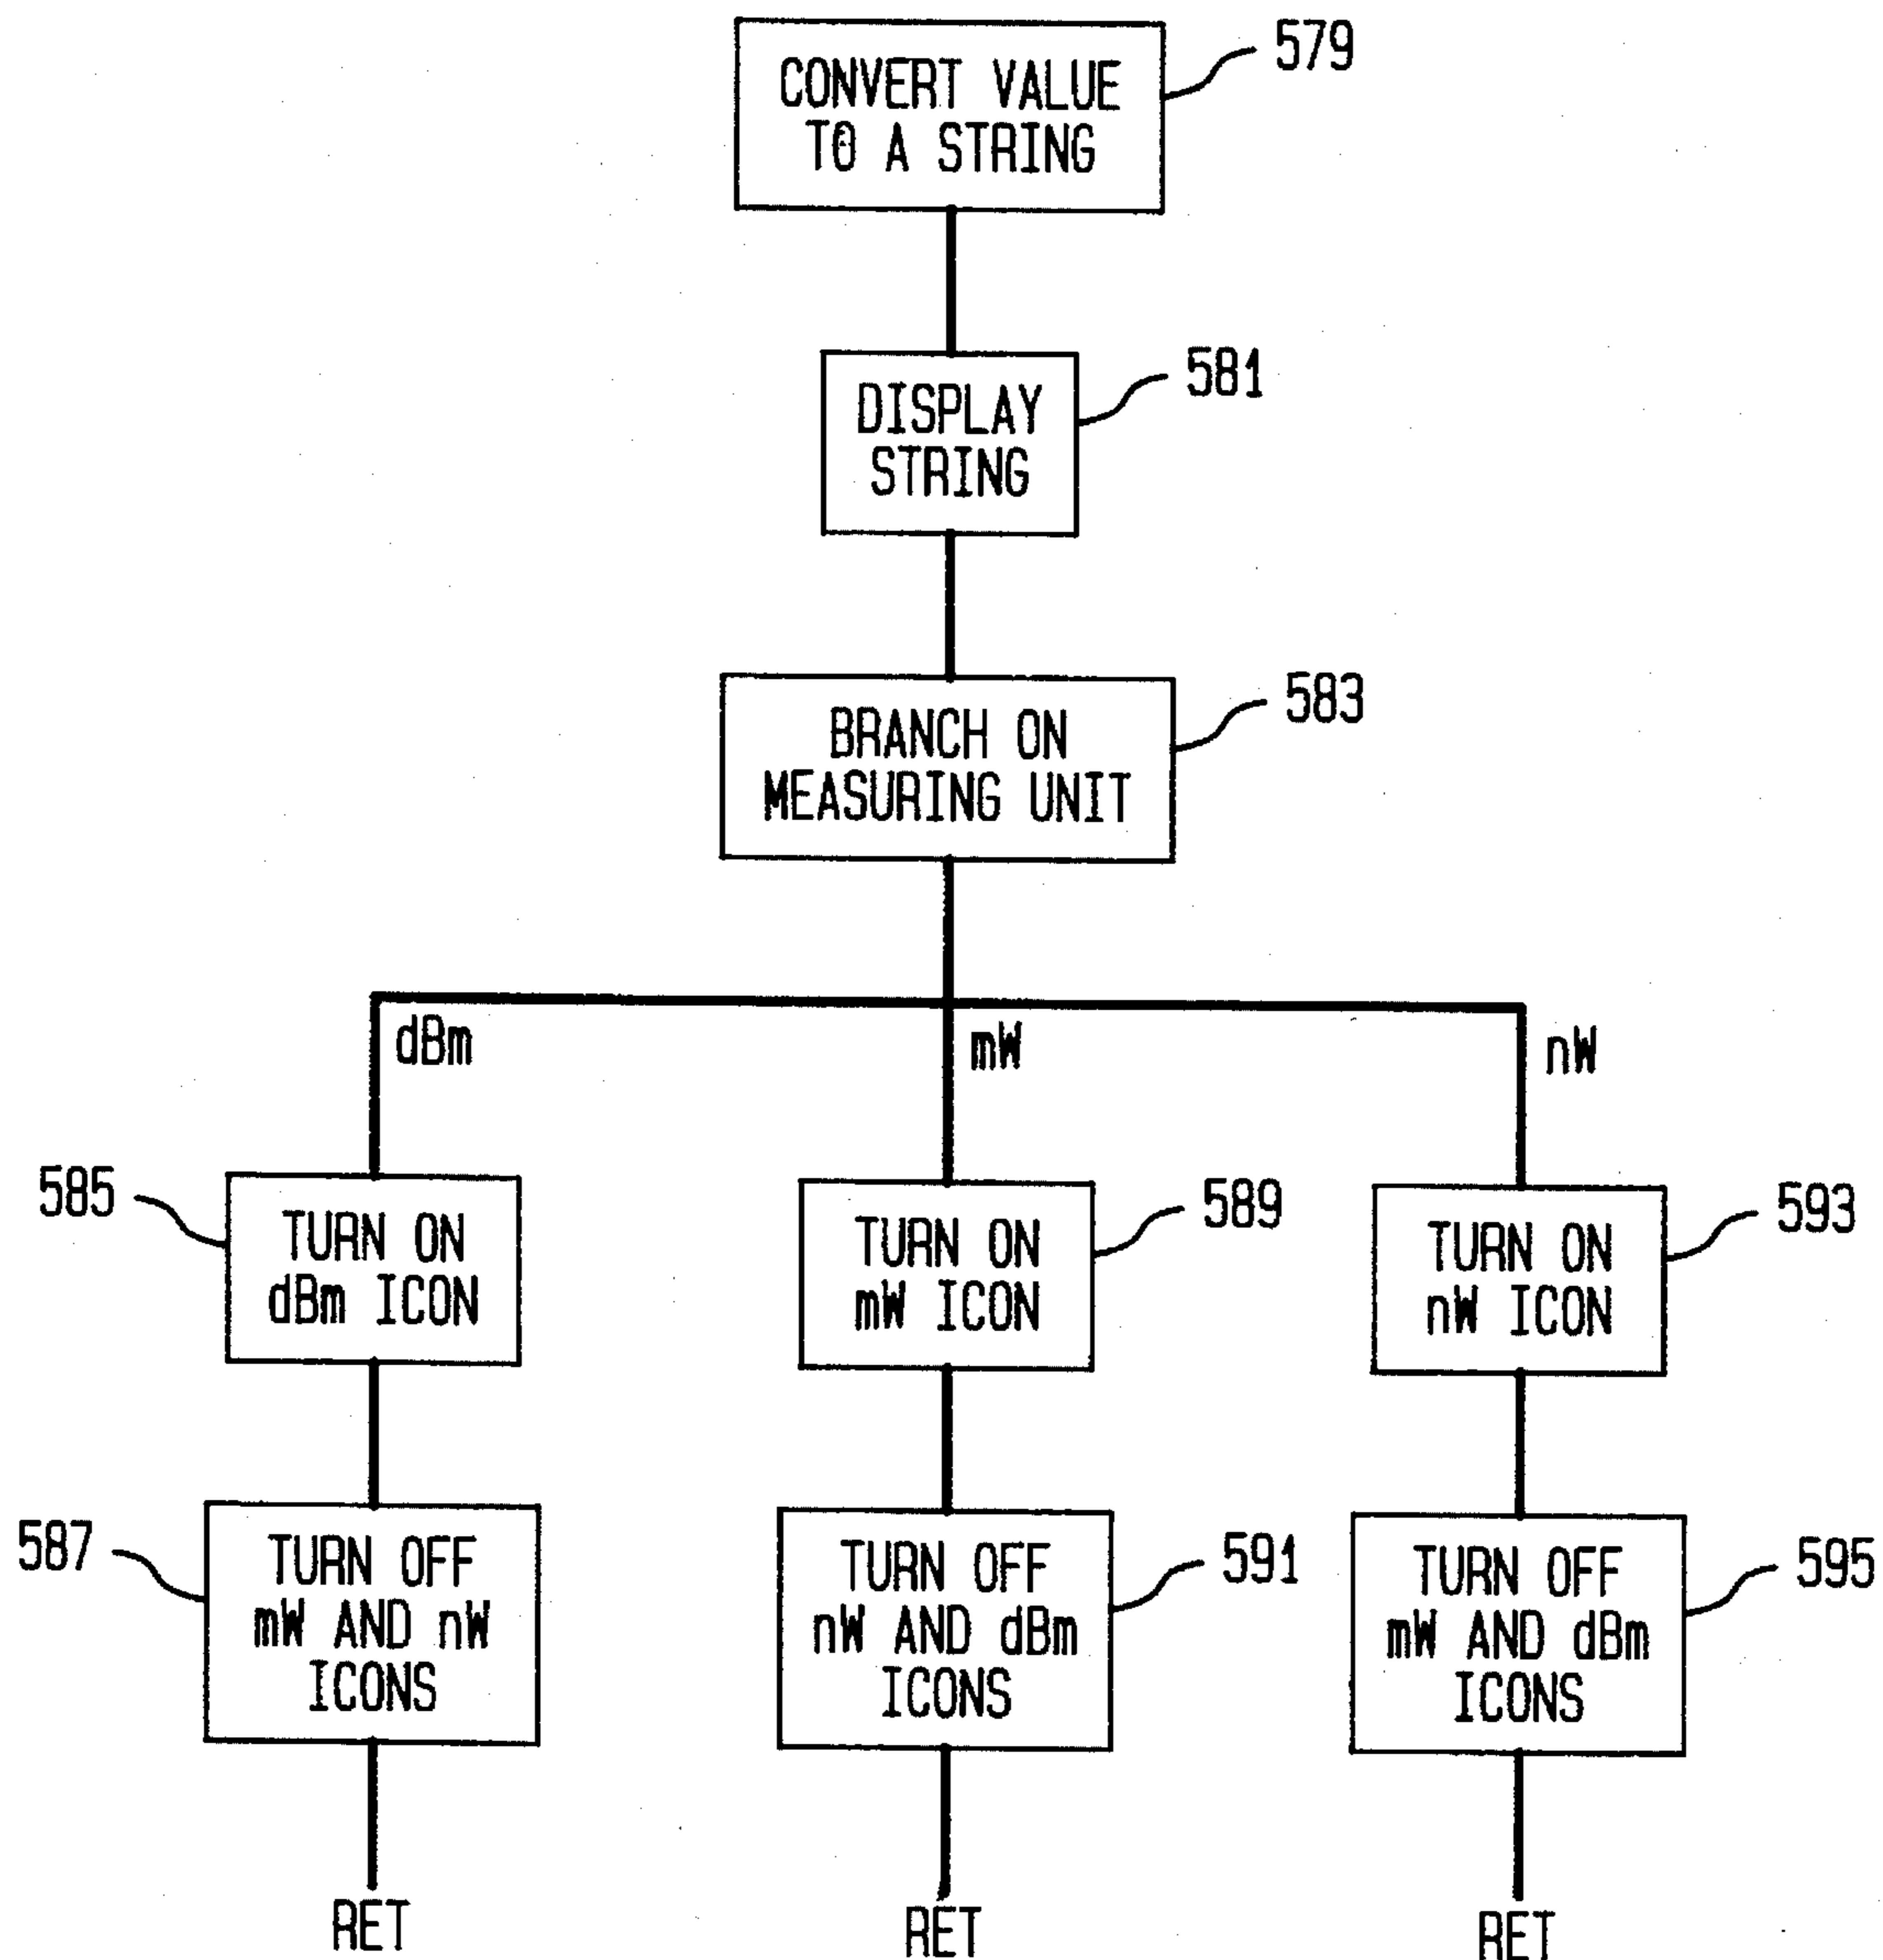 579
CONVERT VALUE
TO A STRING
581
DISPLAY
STRING
583
BRANCH ON
MEASURING UNIT
dBm
mW
nW
585
TURN ON
dBm ICON
589
TURN ON
mW ICON
593
TURN ON
nW ICON
587
TURN OFF
mW AND nW
ICONS
591
TURN OFF
nW AND dBm
ICONS
595
TURN OFF
mW AND dBm
ICONS
RET
RET
RET